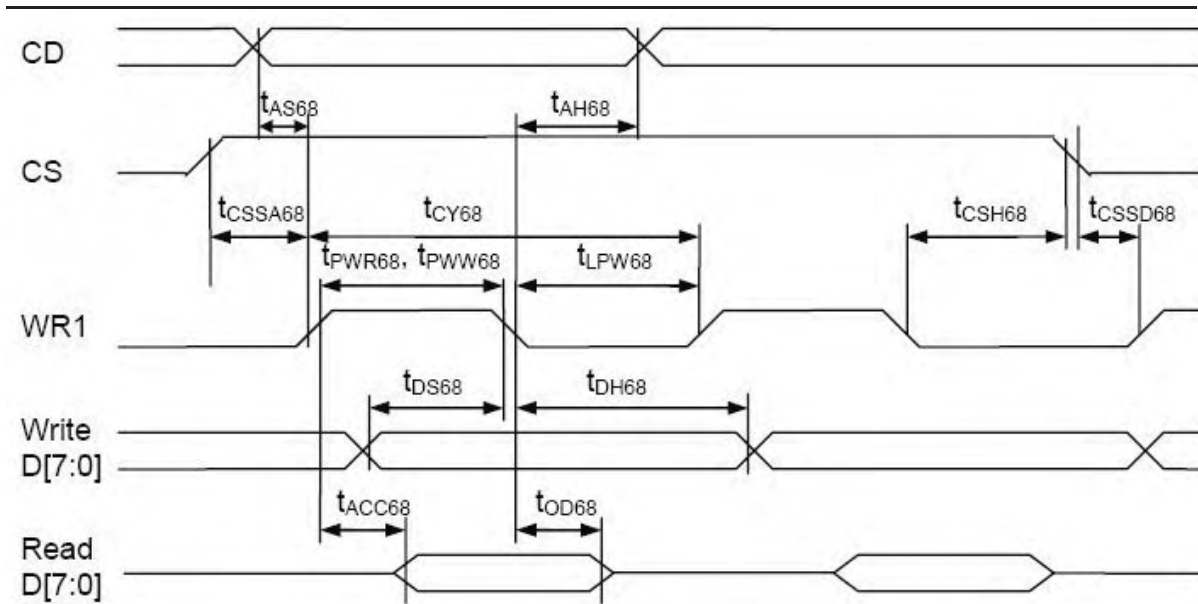 CD
tAS68
tAH68
CS
tCSSA68
tCY68
tCSH68
tCSSD68
tPWR68, tPWW68
tLPW68
WR1
tDS68
tDH68
Write
D[7:0]
tACC68
tOD68
Read
D[7:0]